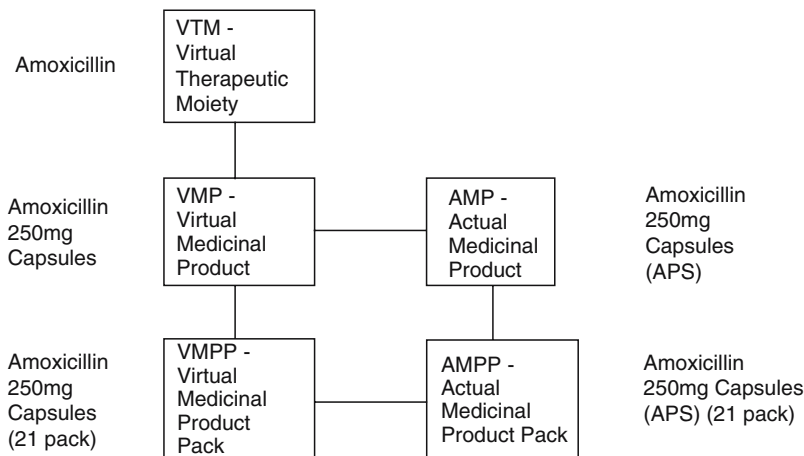 Amoxicillin
VTM -
Virtual
Therapeutic
Moiety
Amoxicillin
250mg
Capsules
VMP -
Virtual
Medicinal
Product
AMP -
Actual
Medicinal
Product
Amoxicillin
250mg
Capsules
(APS)
Amoxicillin
250mg
Capsules
(21 pack)
VMPP -
Virtual
Medicinal
Product
Pack
AMPP -
Actual
Medicinal
Product Pack
Amoxicillin
250mg Capsules
(APS) (21 pack)